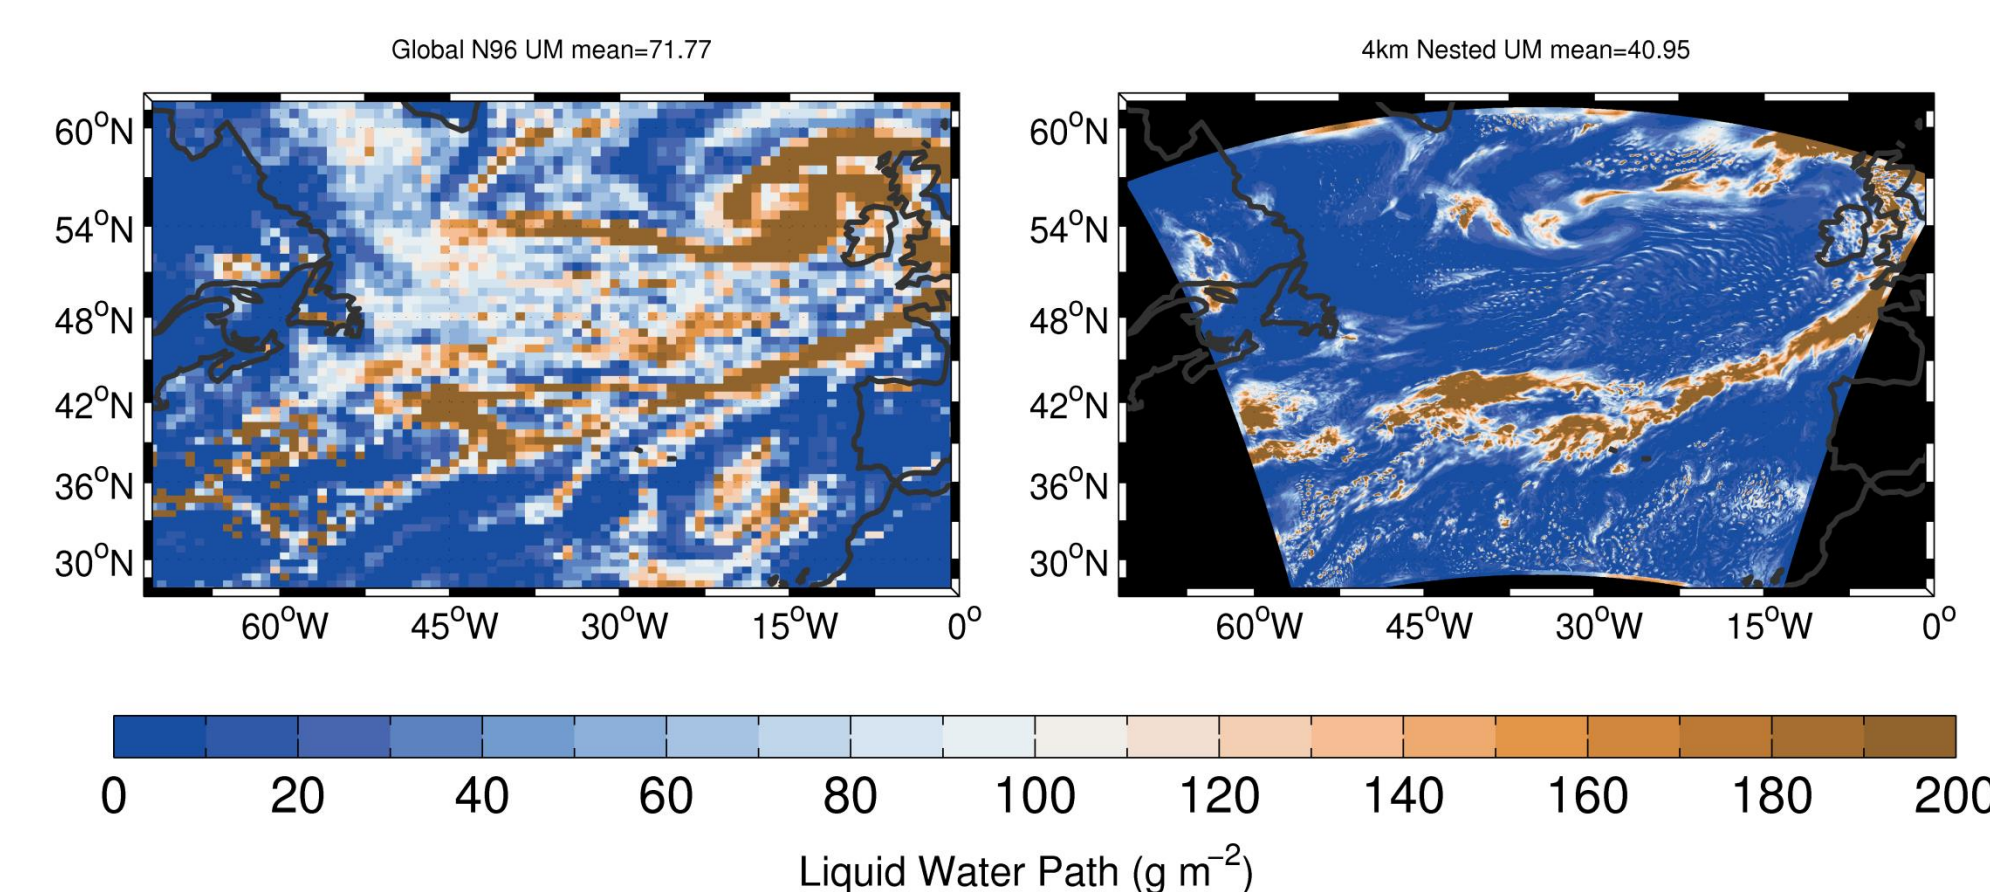 Global N96 UM mean=71.77
4km Nested UM mean=40.95
60°N
54°N
48°N
42°N
36°N
30°N
60°W 45°W 30°W 15°W 0°
60°N
54°N
48°N
42°N
36°N
30°N
60°W 45°W 30°W 15°W 0°
0 20 40 60 80 100 120 140 160 180 200
Liquid Water Path (g m⁻²)